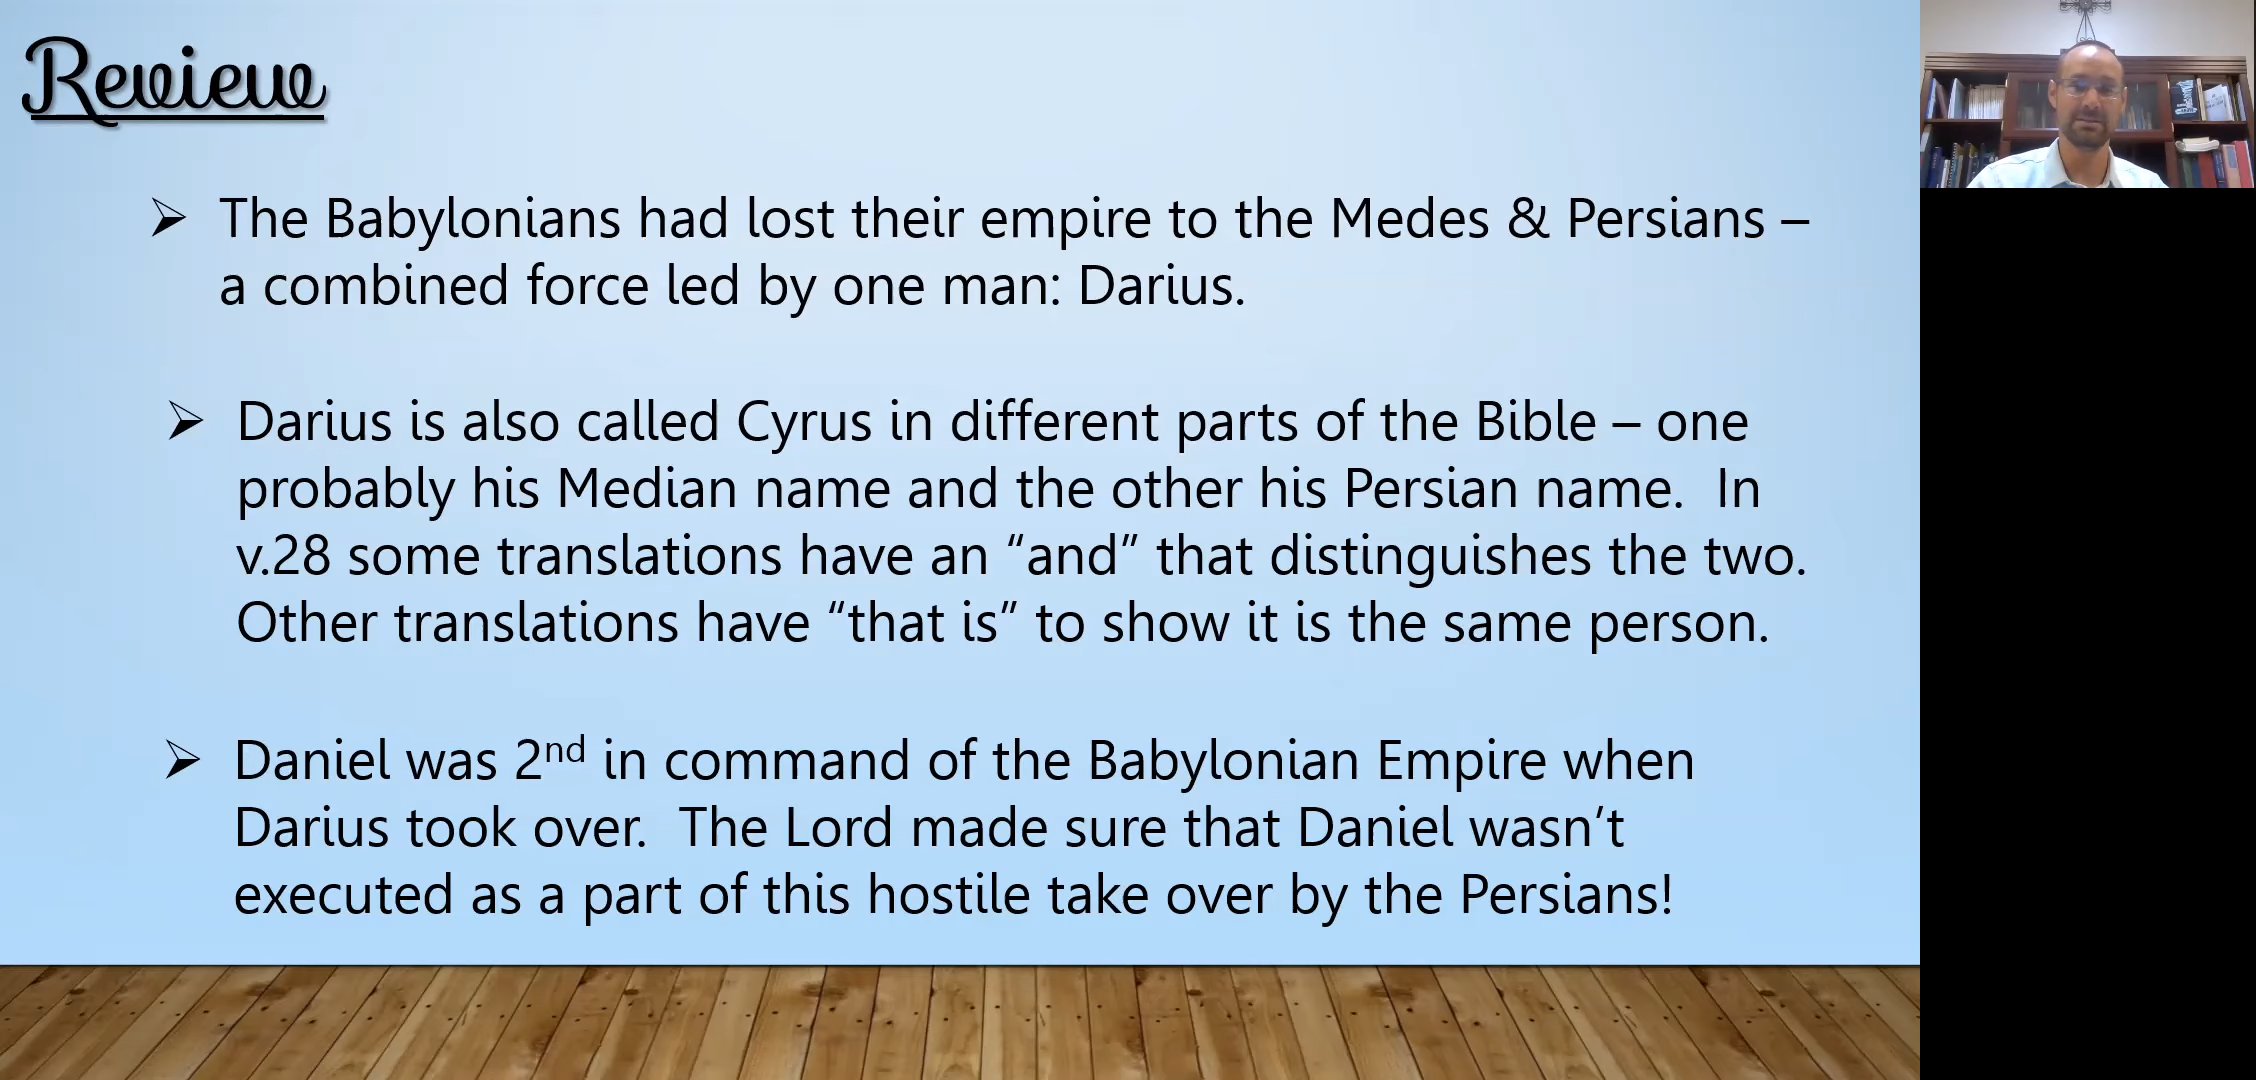 Review
➢ The Babylonians had lost their empire to the Medes & Persians –
a combined force led by one man: Darius.
➢ Darius is also called Cyrus in different parts of the Bible – one
probably his Median name and the other his Persian name.  In
v.28 some translations have an “and” that distinguishes the two.
Other translations have “that is” to show it is the same person.
➢ Daniel was 2nd in command of the Babylonian Empire when
Darius took over.  The Lord made sure that Daniel wasn’t
executed as a part of this hostile take over by the Persians!